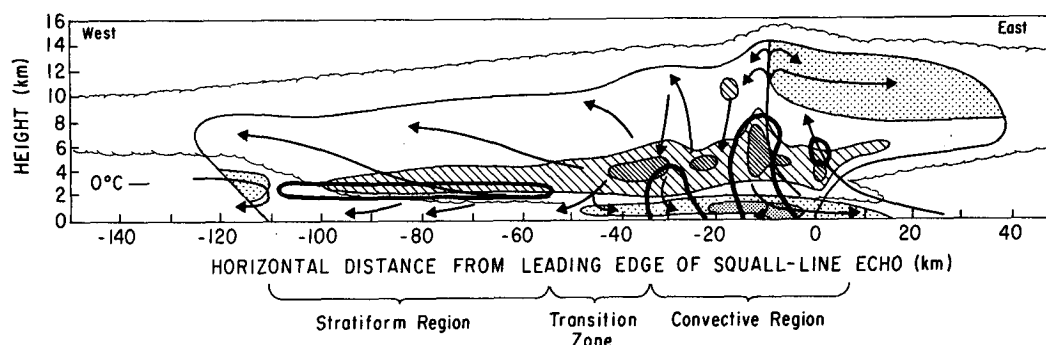 16
West
East
14
12
10
8
6
4
0°C
2
0
HEIGHT (km)
-140 -120 -100 -80 -60 -40 -20 0 20 40
HORIZONTAL DISTANCE FROM LEADING EDGE OF SQUALL-LINE ECHO (km)
Stratiform Region
Transition Zone
Convective Region